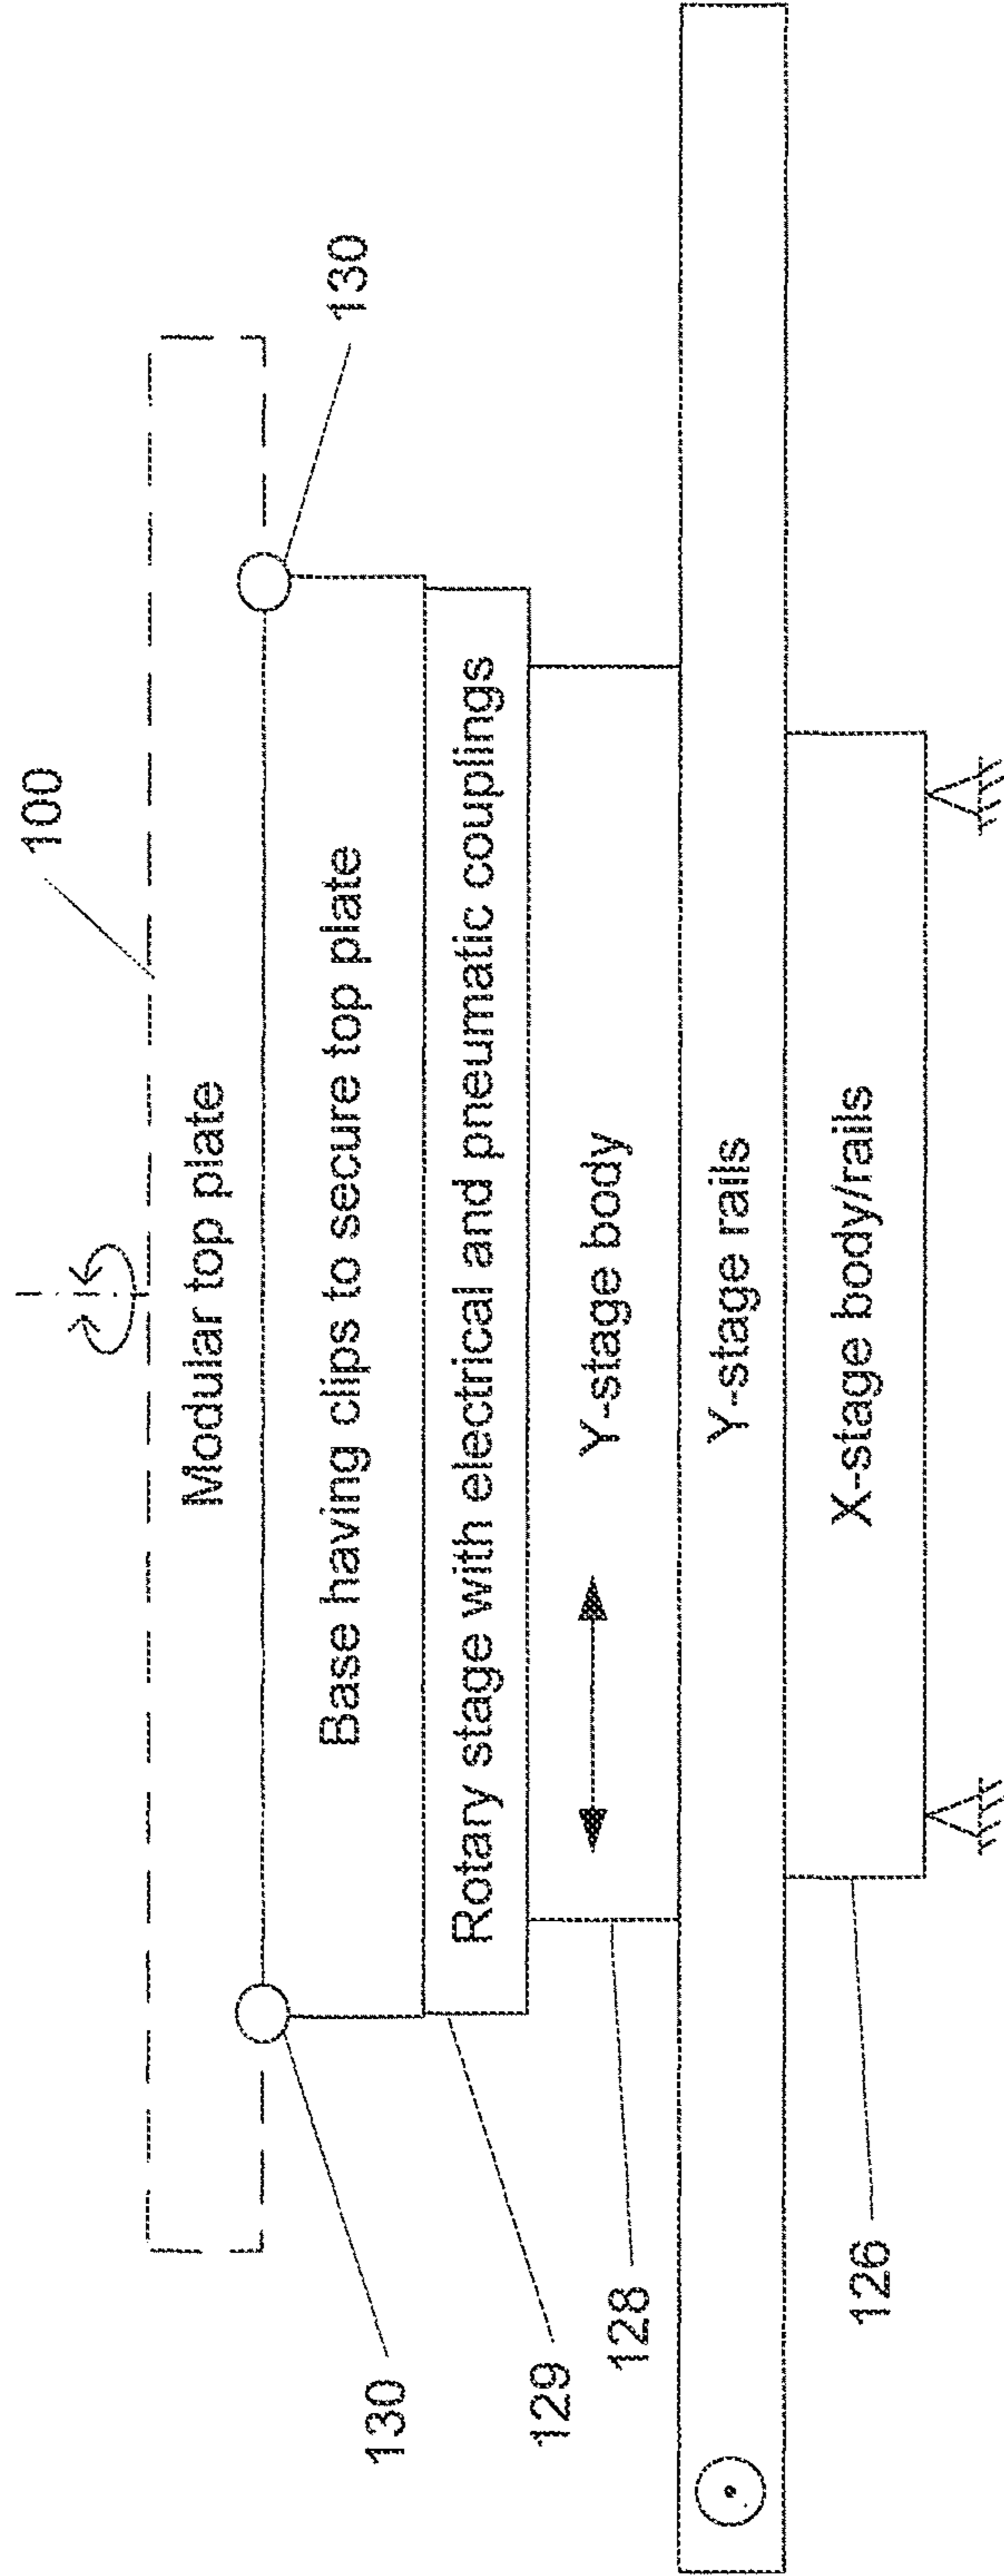 100
Modular top plate
130
130
Base having clips to secure top plate
129
Rotary stage with electrical and pneumatic couplings
128
Y-stage body
Y-stage rails
126
X-stage body/rails